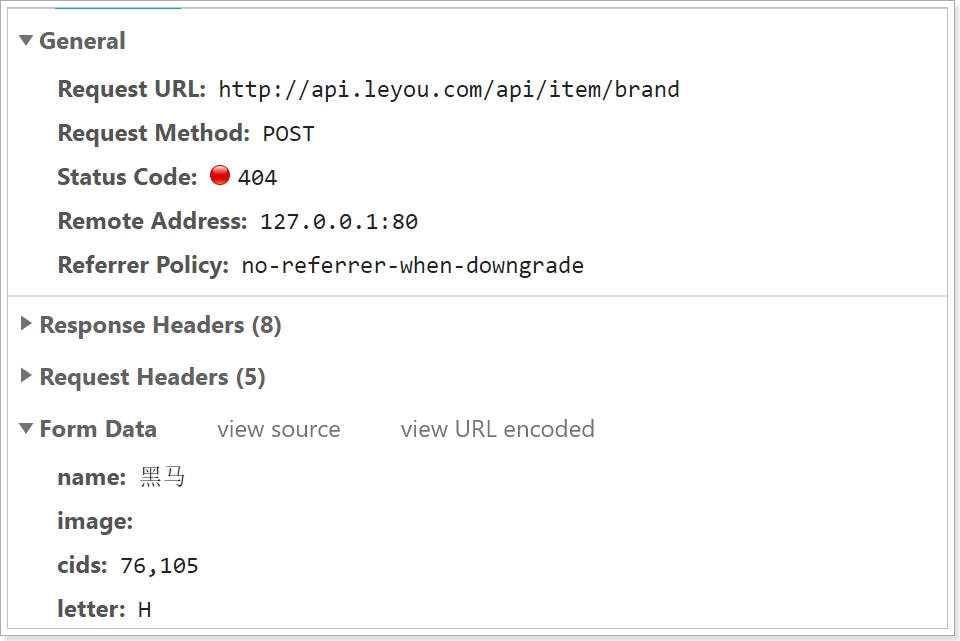 General
Request URL: http://api.leyou.com/api/item/brand
Request Method: POST
Status Code: 404
Remote Address: 127.0.0.1:80
Referrer Policy: no-referrer-when-downgrade
Response Headers (8)
Request Headers (5)
Form Data view source view URL encoded
name: 黑马
image:
cids: 76,105
letter: H